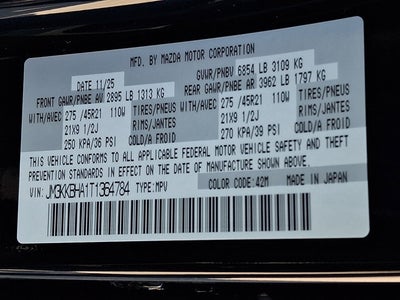 MFD. BY MAZDA MOTOR CORPORATION
DATE 11/25 GVWR/PNBV 6854 LB 3109 KG
FRONT GAWR/PNBE AV 2895 LB 1313 KG REAR GAWR/PNBE AR 3962 LB 1797 KG
WITH/AVEC 275 /45R21 110W TIRES/PNEUS WITH/AVEC 275 /45R21 110W TIRES/PNEUS
21X9 1/2J RIMS/JANTES 21X9 1/2J RIMS/JANTES
250 KPA/36 PSI COLD/A FROID 270 KPA/39 PSI COLD/A FROID
THIS VEHICLE CONFORMS TO ALL APPLICABLE FEDERAL MOTOR VEHICLE SAFETY AND THEFT
PREVENTION STANDARDS IN EFFECT ON THE DATE OF MANUFACTURE SHOWN ABOVE.
VIN: JM3KKBHA1T1364784 TYPE:MPV COLOR CODE:42M MADE IN JAPAN